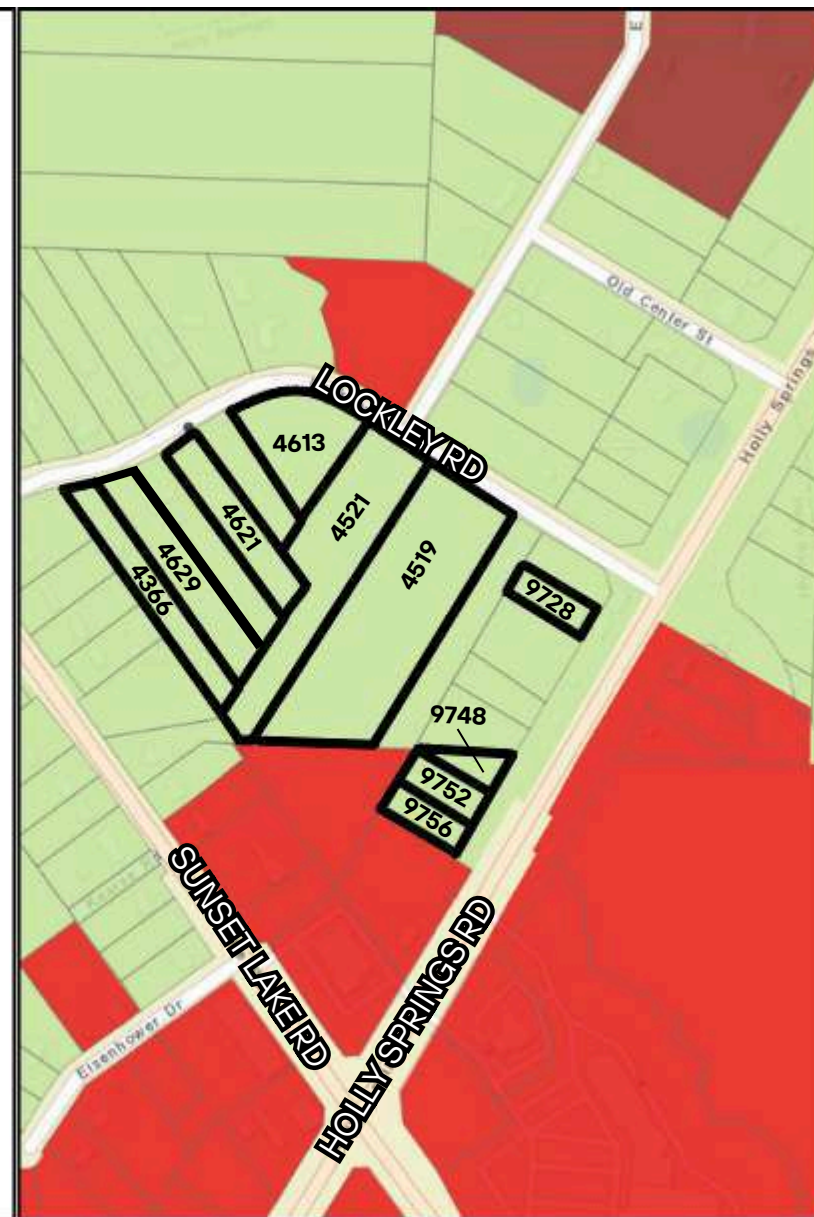 E
Old Center St
Holly Springs
LOCKLEY RD
4613
4521
4621
4519
4629
4366
9728
9748
9752
9756
SUNSET LAKE RD
HOLLY SPRINGS RD
Eisenhower Dr